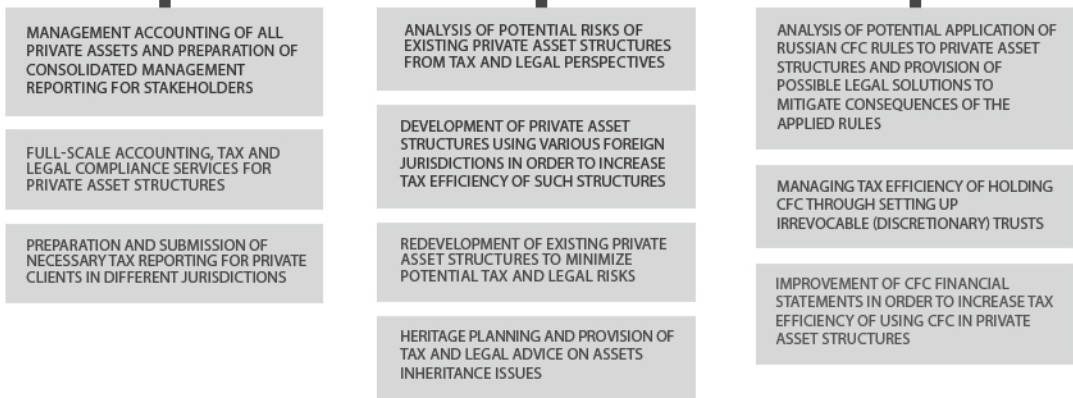 MANAGEMENT ACCOUNTING OF ALL
PRIVATE ASSETS AND PREPARATION OF
CONSOLIDATED MANAGEMENT
REPORTING FOR STAKEHOLDERS
FULL-SCALE ACCOUNTING, TAX AND
LEGAL COMPLIANCE SERVICES FOR
PRIVATE ASSET STRUCTURES
PREPARATION AND SUBMISSION OF
NECESSARY TAX REPORTING FOR PRIVATE
CLIENTS IN DIFFERENT JURISDICTIONS
ANALYSIS OF POTENTIAL RISKS OF
EXISTING PRIVATE ASSET STRUCTURES
FROM TAX AND LEGAL PERSPECTIVES
DEVELOPMENT OF PRIVATE ASSET
STRUCTURES USING VARIOUS FOREIGN
JURISDICTIONS IN ORDER TO INCREASE
TAX EFFICIENCY OF SUCH STRUCTURES
REDEVELOPMENT OF EXISTING PRIVATE
ASSET STRUCTURES TO MINIMIZE
POTENTIAL TAX AND LEGAL RISKS
HERITAGE PLANNING AND PROVISION OF
TAX AND LEGAL ADVICE ON ASSETS
INHERITANCE ISSUES
ANALYSIS OF POTENTIAL APPLICATION OF
RUSSIAN CFC RULES TO PRIVATE ASSET
STRUCTURES AND PROVISION OF
POSSIBLE LEGAL SOLUTIONS TO
MITIGATE CONSEQUENCES OF THE
APPLIED RULES
MANAGING TAX EFFICIENCY OF HOLDING
CFC THROUGH SETTING UP
IRREVOCABLE (DISCRETIONARY) TRUSTS
IMPROVEMENT OF CFC FINANCIAL
STATEMENTS IN ORDER TO INCREASE TAX
EFFICIENCY OF USING CFC IN PRIVATE
ASSET STRUCTURES